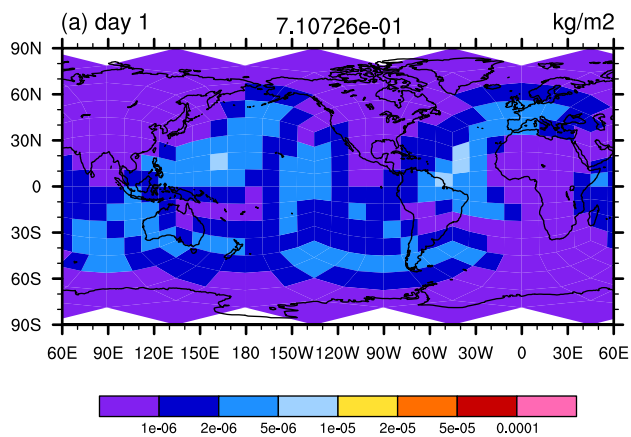 (a) day 1 7.10726e-01 kg/m2
90N
60N
30N
0
30S
60S
90S
60E 90E 120E 150E 180 150W 120W 90W 60W 30W 0 30E 60E
1e-06 2e-06 5e-06 1e-05 2e-05 5e-05 0.0001